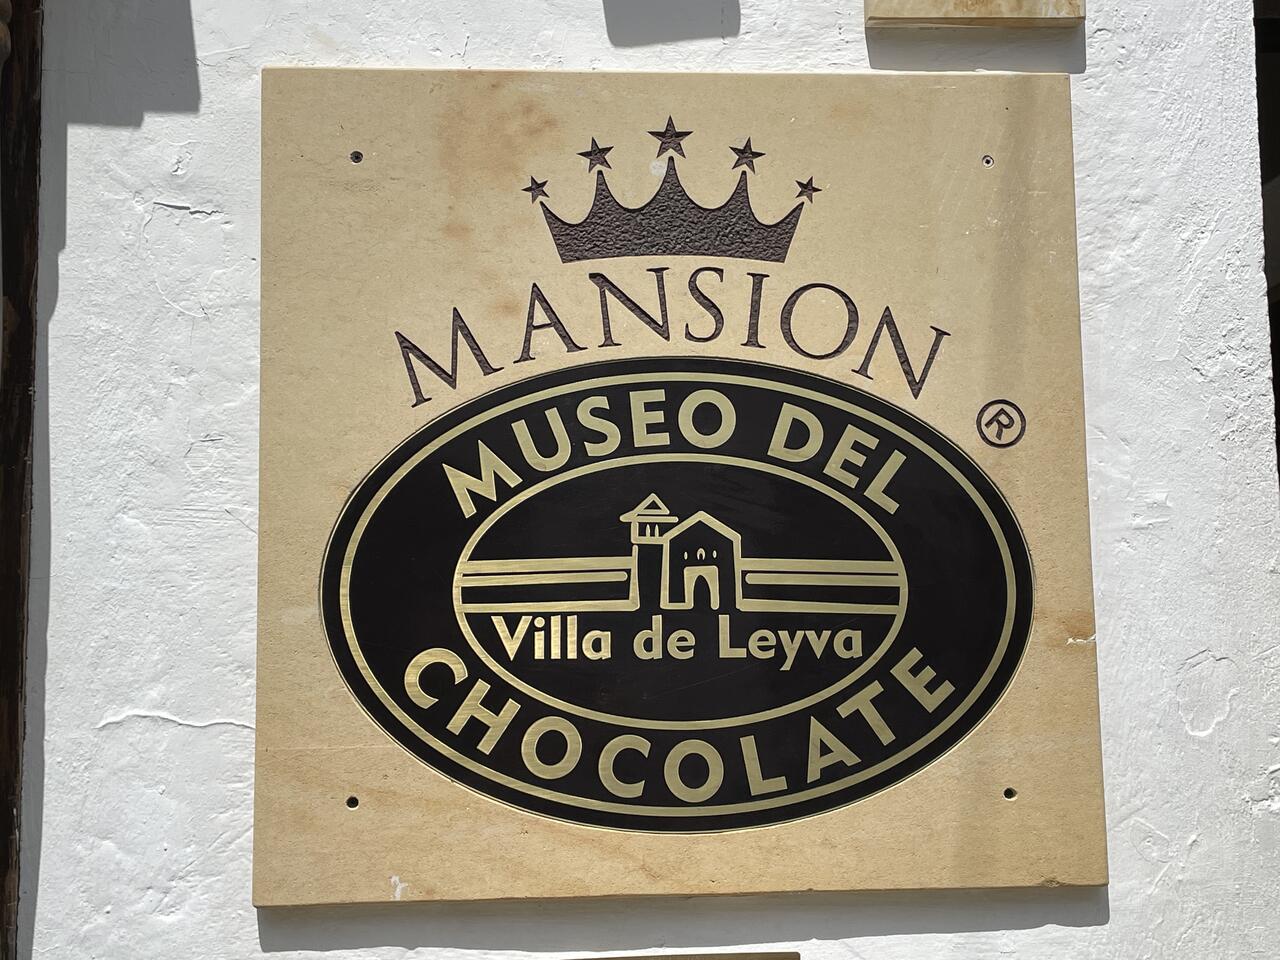 MANSION
®
MUSEO DEL
Villa de Leyva
CHOCOLATE